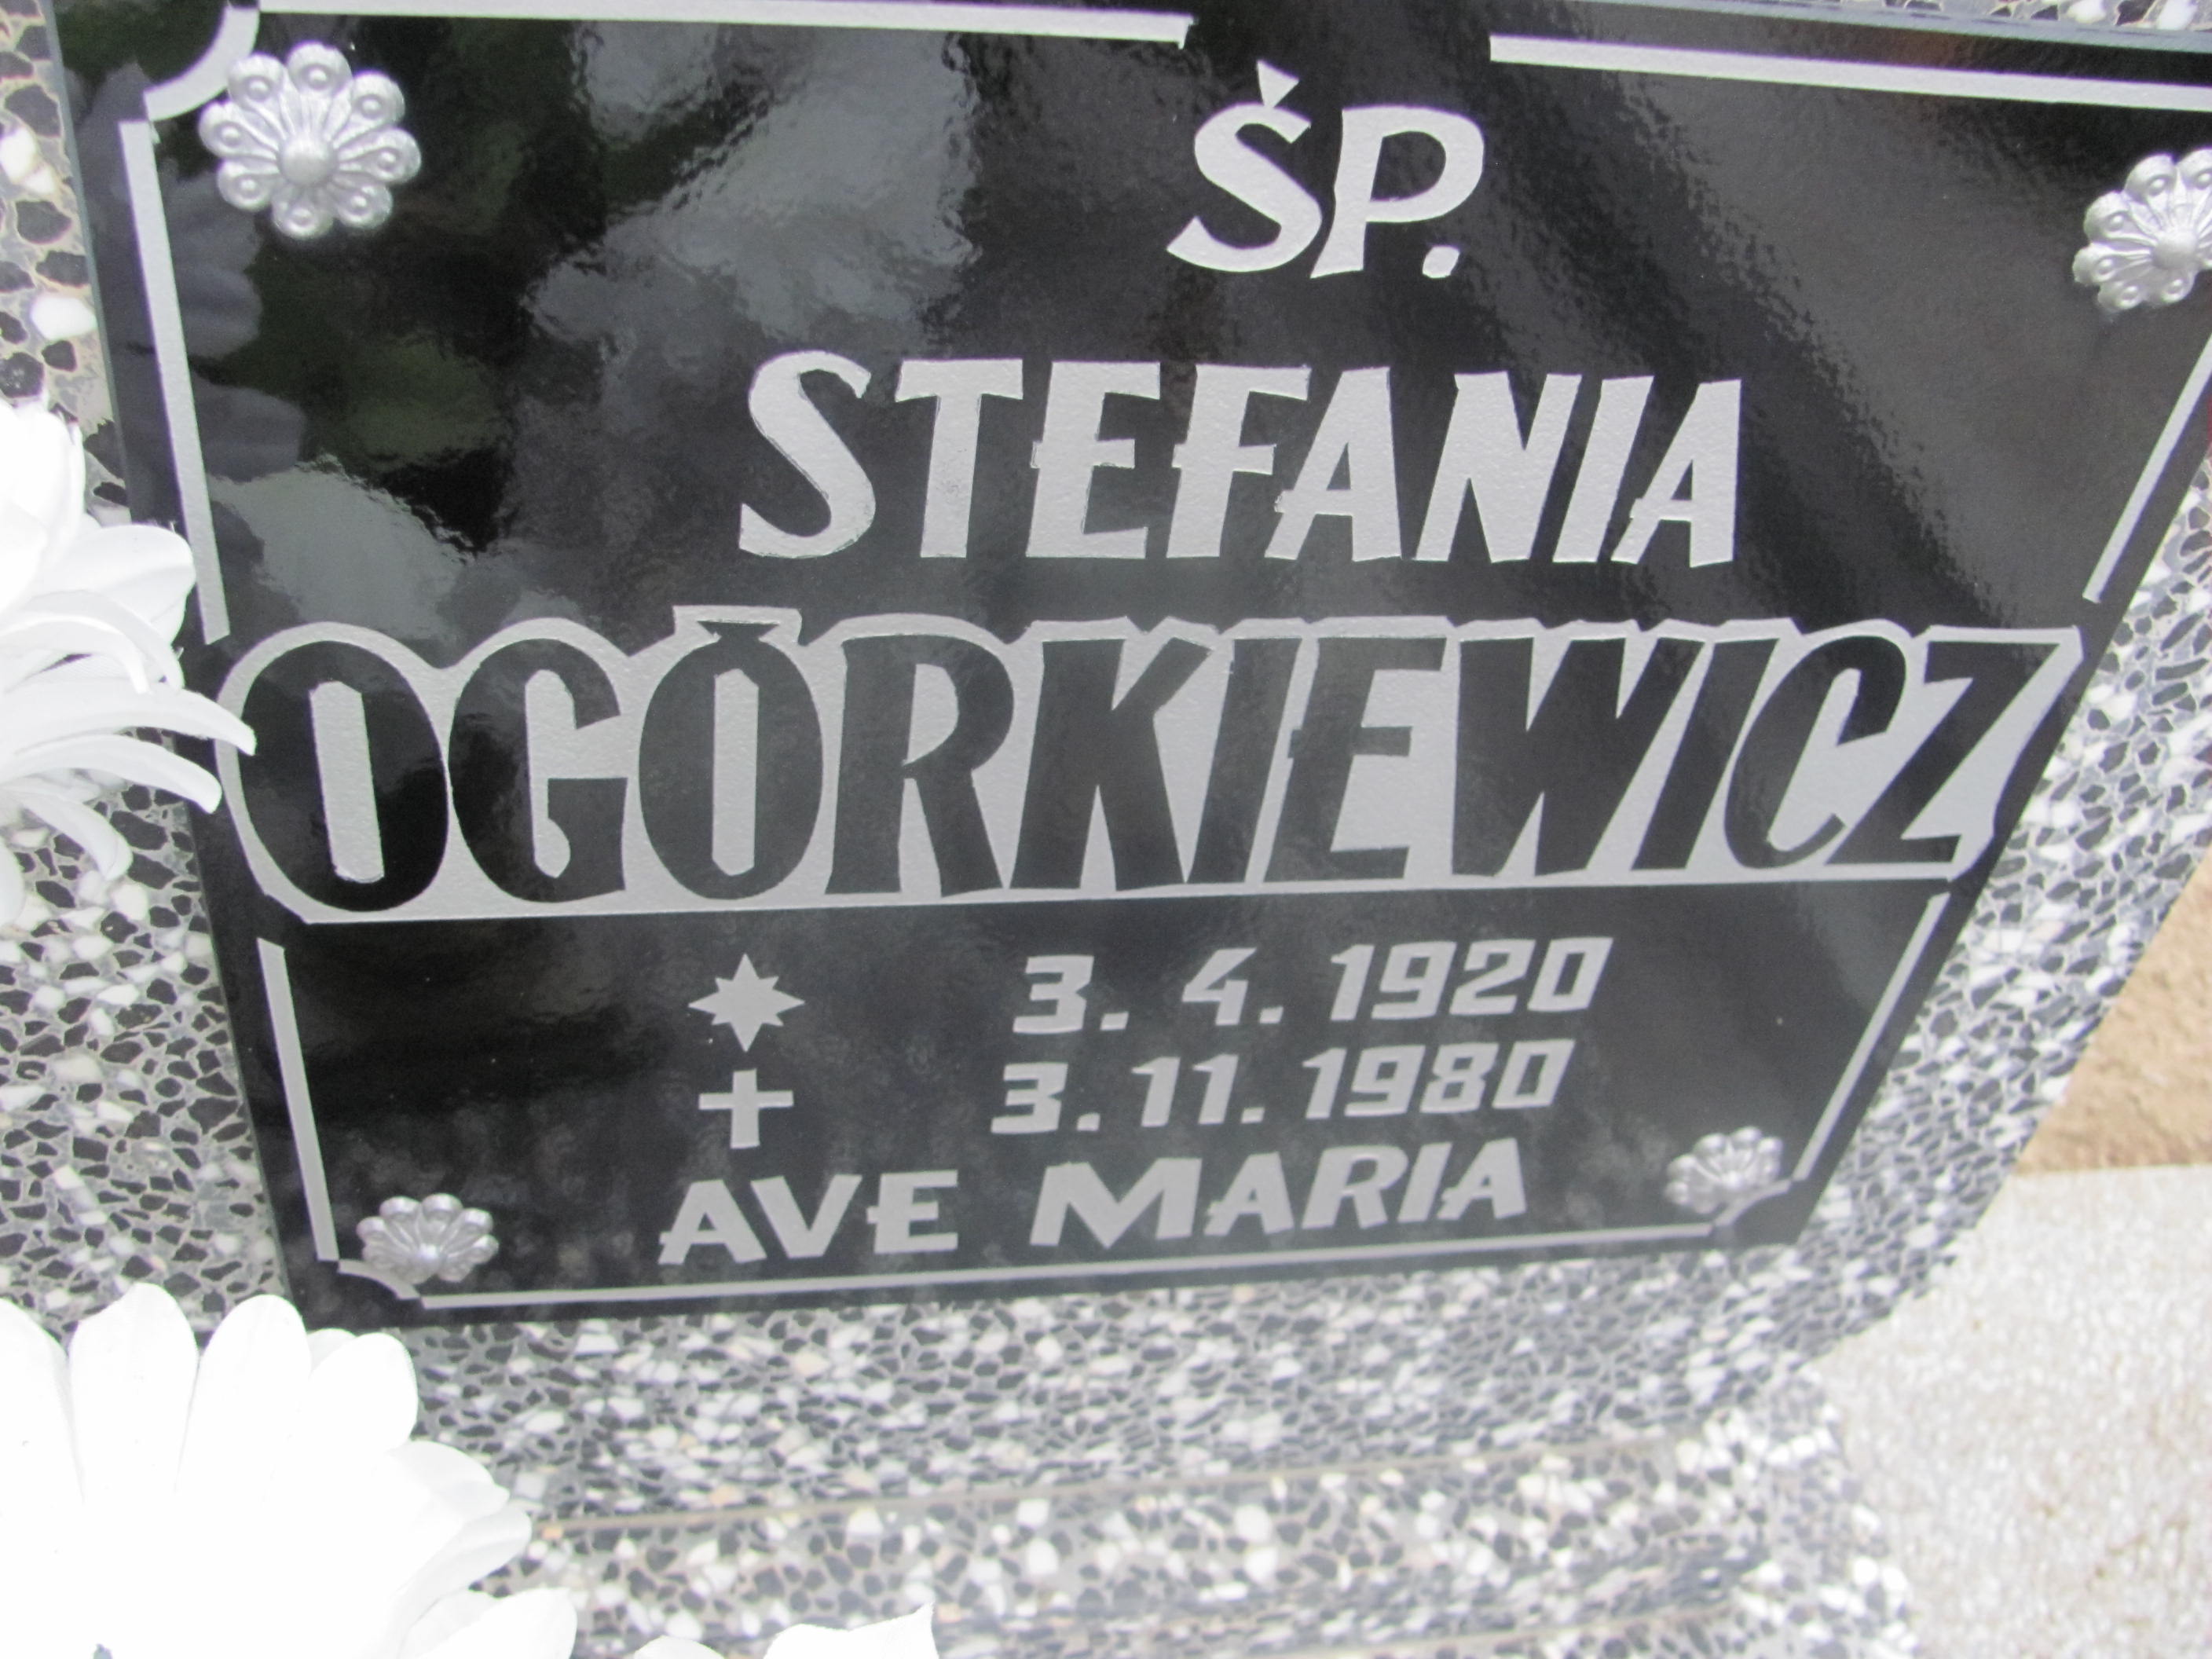 ŚP.
STEFANIA
OGÓRKIEWICZ
✶ 3. 4. 1920
✝ 3. 11. 1980
AVE MARIA